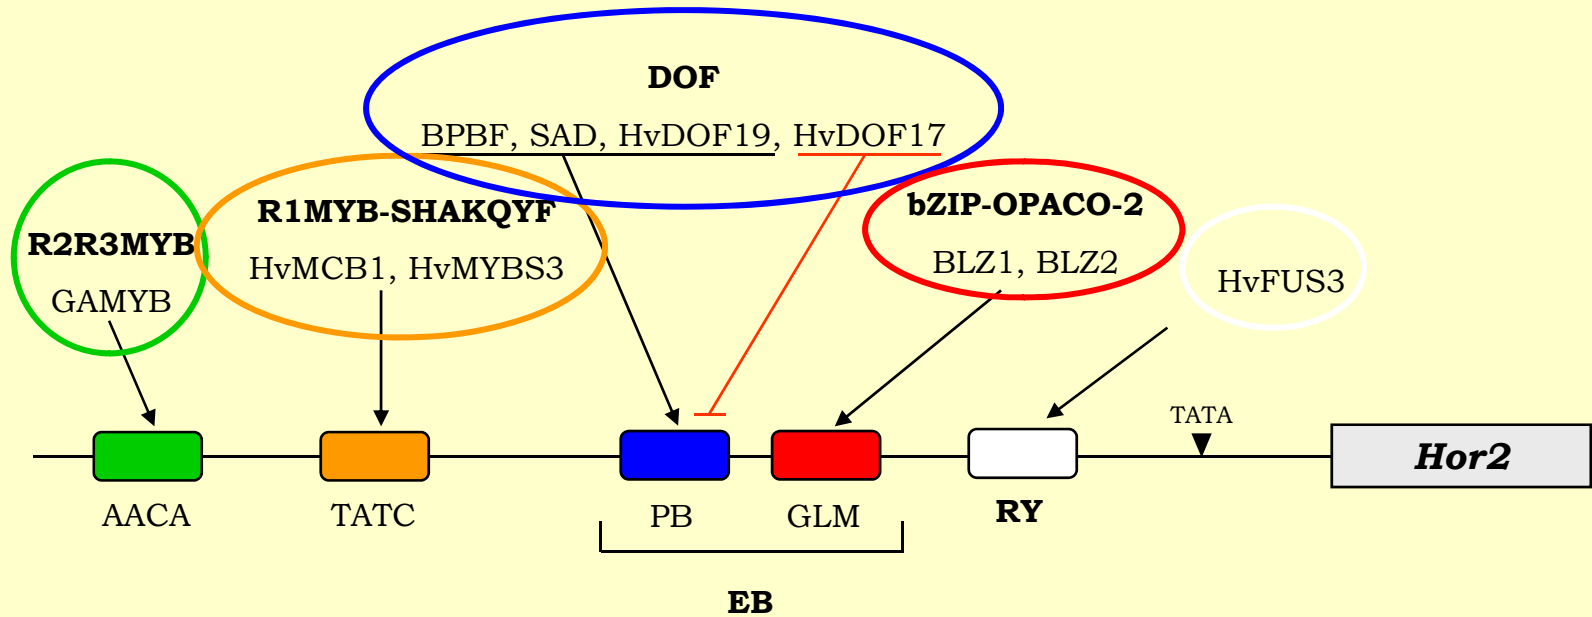 DOF
BPBF, SAD, HvDOF19, HvDOF17
R2R3MYB
GAMYB
R1MYB-SHAKQYF
HvMCB1, HvMYBS3
bZIP-OPACO-2
BLZ1, BLZ2
HvFUS3
TATA
Hor2
AACA
TATC
PB
GLM
RY
EB